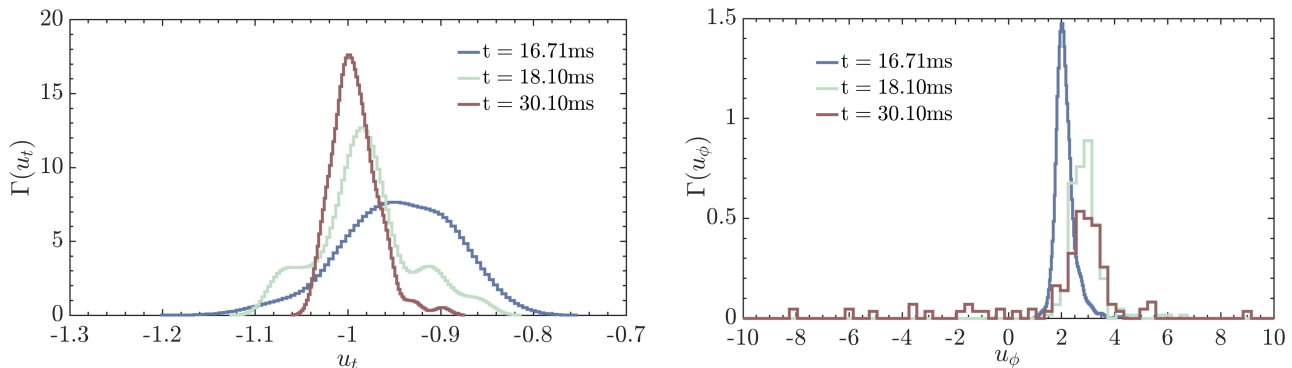 20
15
10
5
0
Γ(u_t)
t = 16.71ms
t = 18.10ms
t = 30.10ms
-1.3 -1.2 -1.1 -1 -0.9 -0.8 -0.7
u_t
1.5
1
0.5
0
Γ(u_ϕ)
t = 16.71ms
t = 18.10ms
t = 30.10ms
-10 -8 -6 -4 -2 0 2 4 6 8 10
u_ϕ